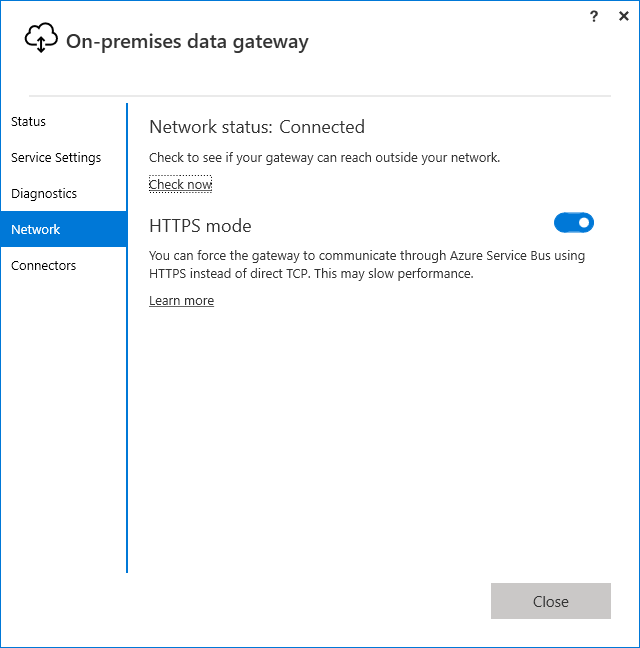 ?
On-premises data gateway
Status
Service Settings
Diagnostics
Network
Connectors
Network status: Connected
Check to see if your gateway can reach outside your network.
Check now
HTTPS mode
You can force the gateway to communicate through Azure Service Bus using
HTTPS instead of direct TCP. This may slow performance.
Learn more
Close